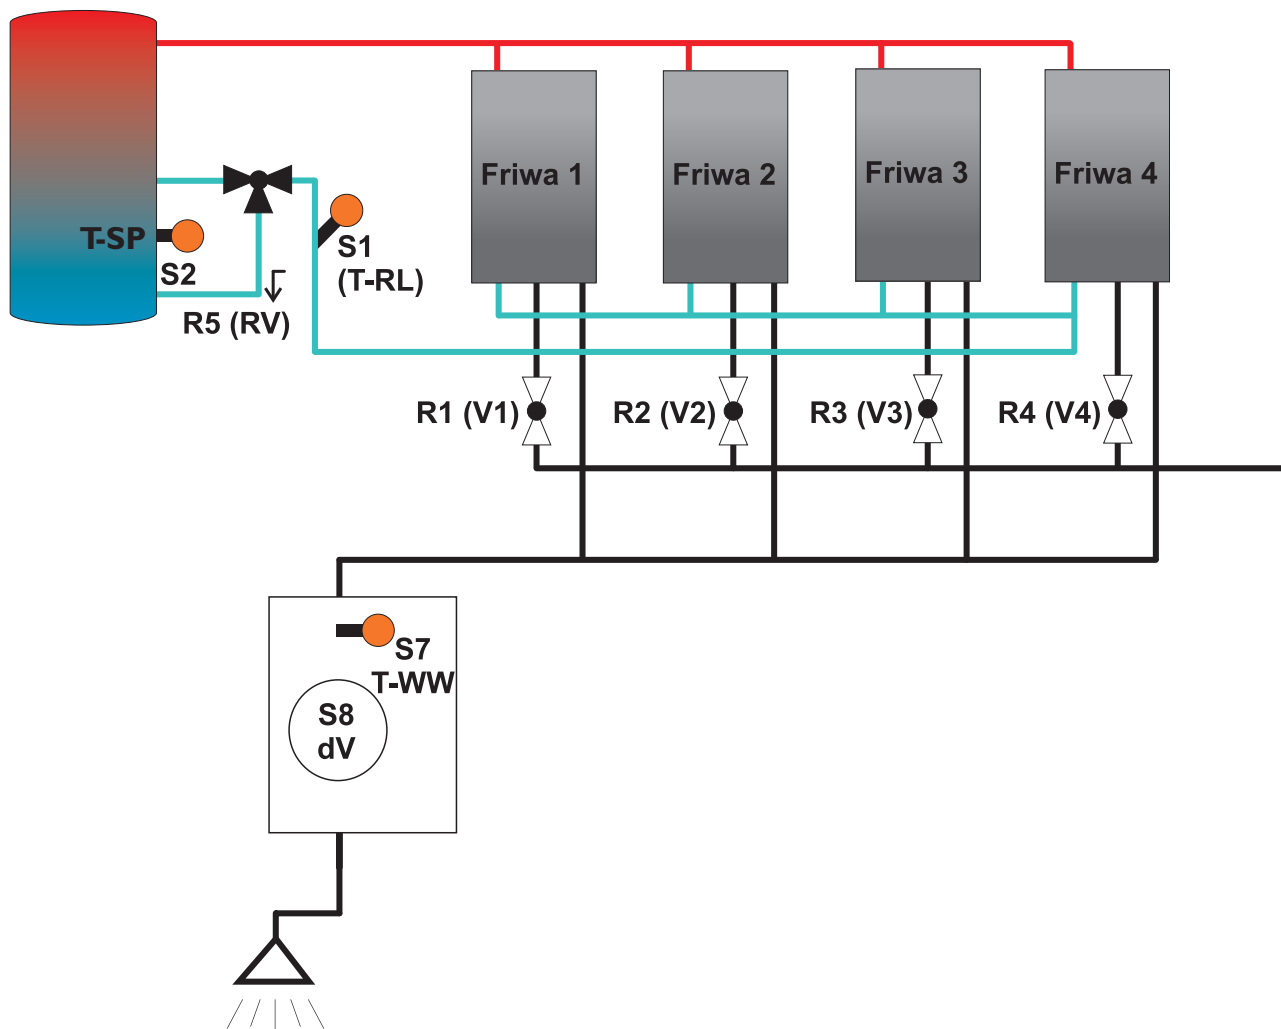 Friwa 1
Friwa 2
Friwa 3
Friwa 4
T-SP
S2
S1
(T-RL)
R5 (RV)
R1 (V1)
R2 (V2)
R3 (V3)
R4 (V4)
S7
T-WW
S8
dV